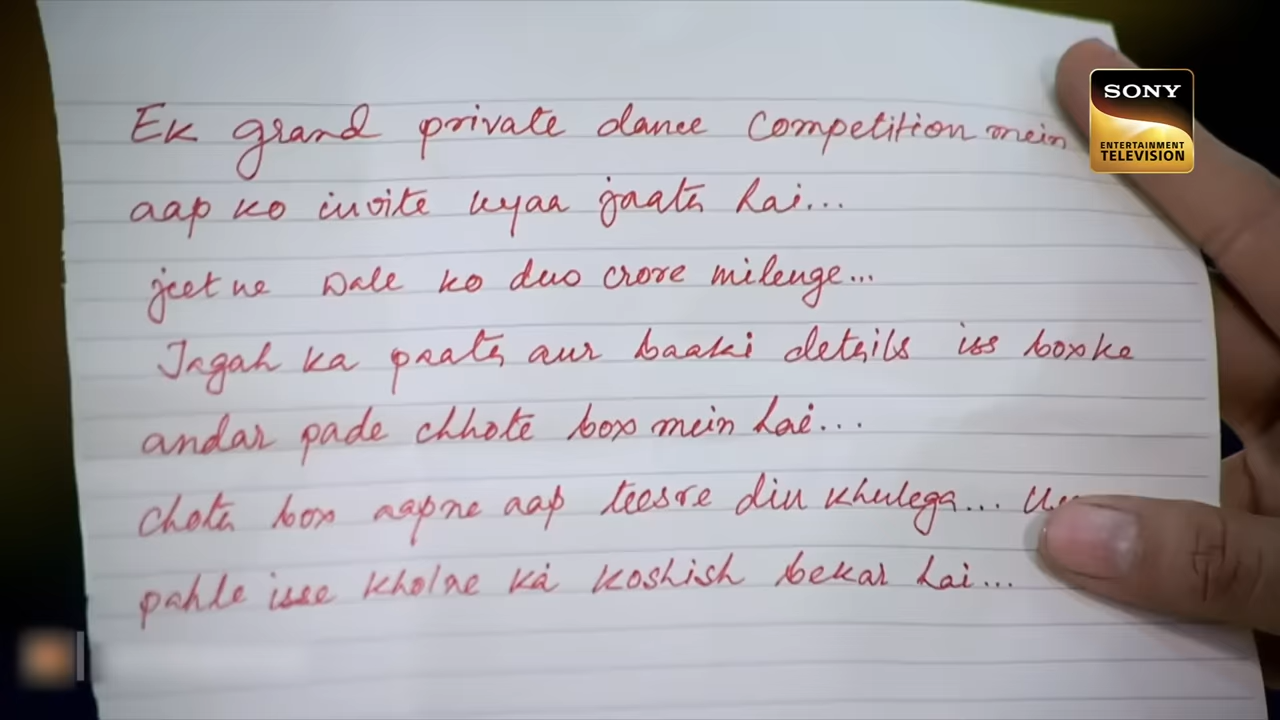 Ek grand private dance competition mein
aap ko invite kyaa jaata hai...
jeetne wale ko duo crore milenge...
Jagah ka paata aur baaki details iss box ke
andar pade chhote box mein hai...
chota box aapne aap teesre din khulega...
pahle isse kholne ka koshish bekar hai...
SONY
ENTERTAINMENT
TELEVISION